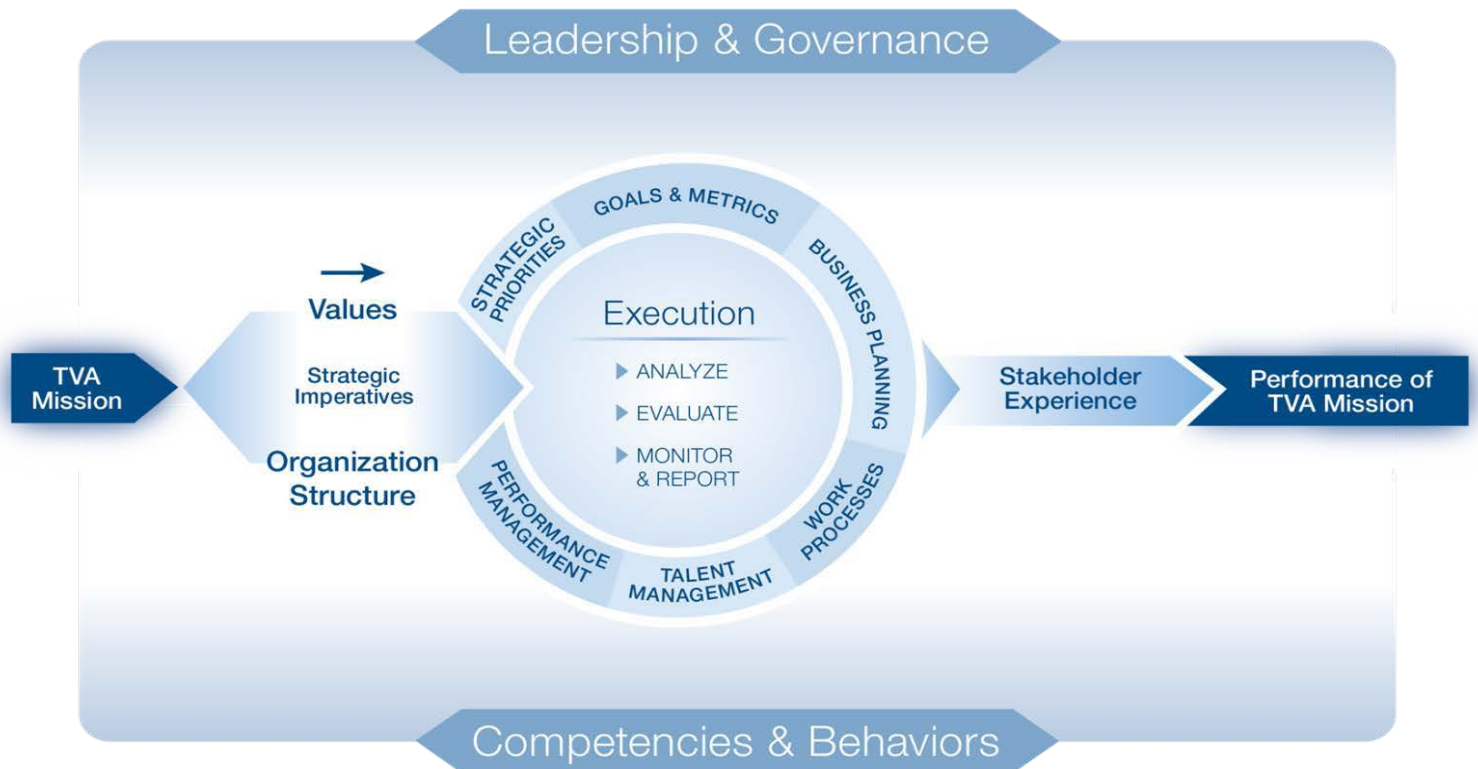 Leadership & Governance
TVA
Mission
Values
Strategic
Imperatives
Organization
Structure
STRATEGIC
PRIORITIES
GOALS & METRICS
BUSINESS PLANNING
WORK
PROCESSES
TALENT
MANAGEMENT
PERFORMANCE
MANAGEMENT
Execution
ANALYZE
EVALUATE
MONITOR
& REPORT
Stakeholder
Experience
Performance of
TVA Mission
Competencies & Behaviors